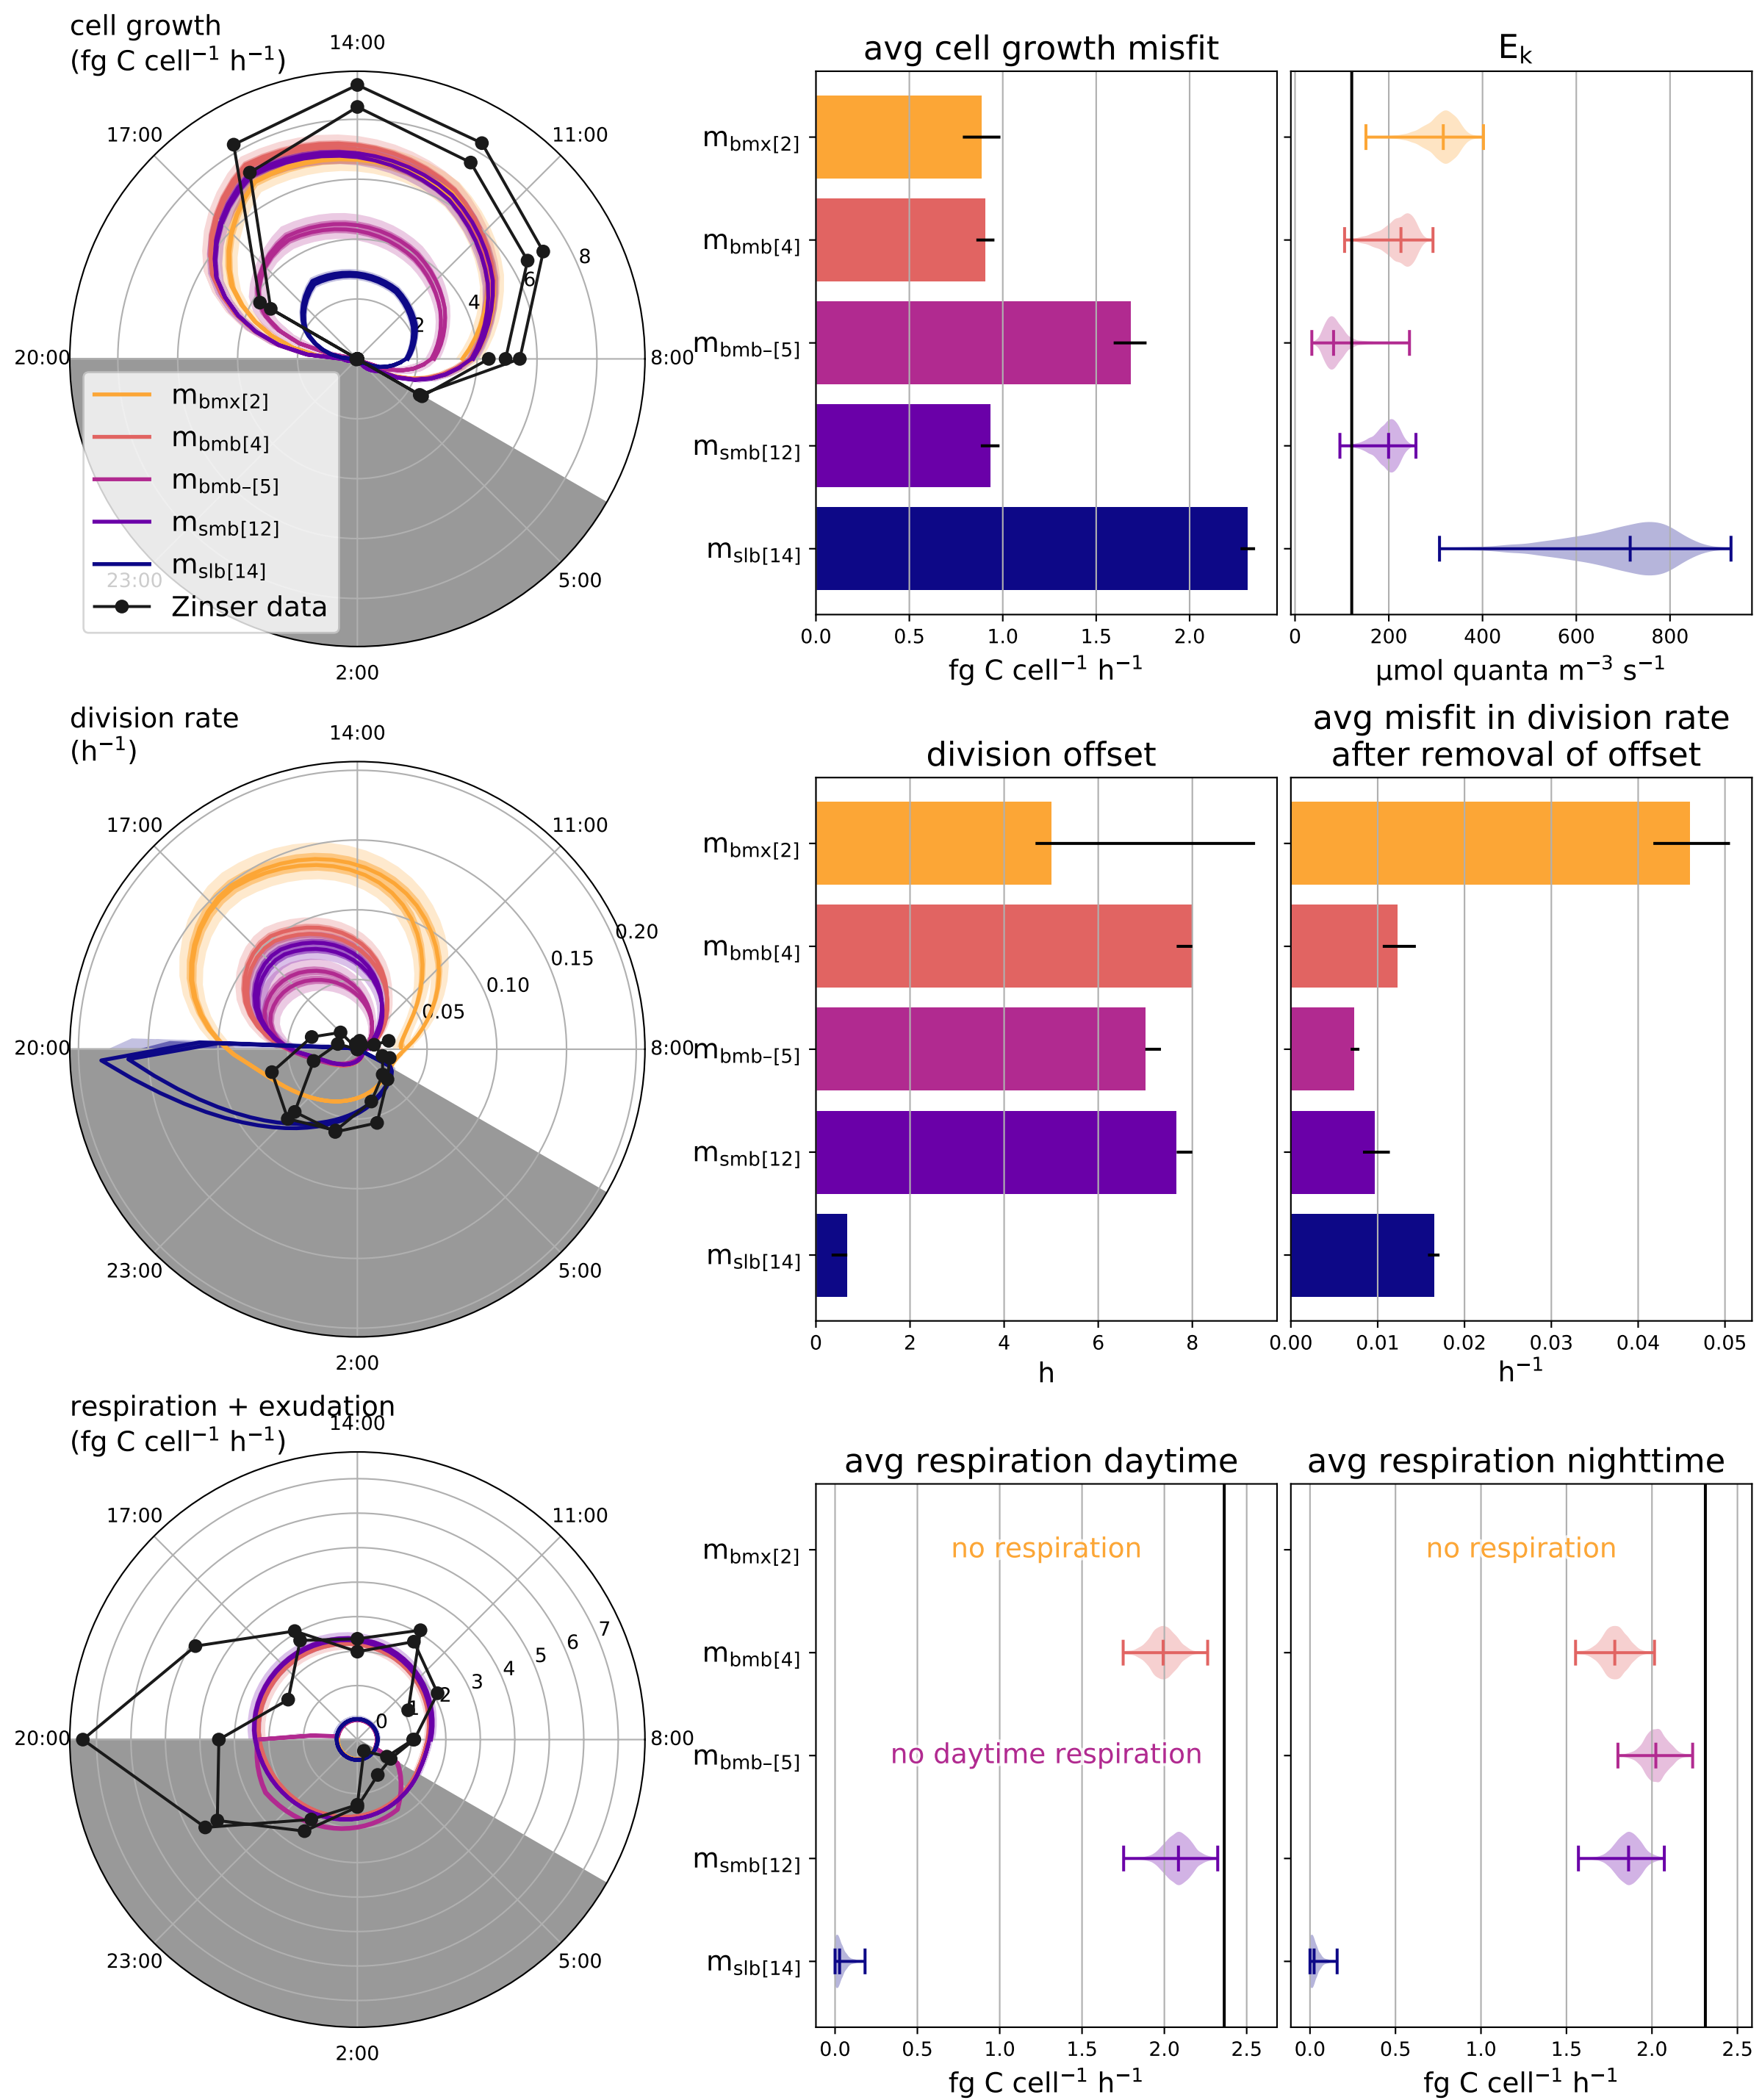 cell growth
(fg C cell⁻¹ h⁻¹)
14:00
17:00
11:00
20:00
8:00
23:00
5:00
2:00
2
4
6
8
m_bmx[2]
m_bmb[4]
m_bmb–[5]
m_smb[12]
m_slb[14]
Zinser data
avg cell growth misfit
m_bmx[2]
m_bmb[4]
m_bmb–[5]
m_smb[12]
m_slb[14]
0.0 0.5 1.0 1.5 2.0
fg C cell⁻¹ h⁻¹
E_k
0 200 400 600 800
μmol quanta m⁻³ s⁻¹
division rate
(h⁻¹)
14:00
17:00
11:00
20:00
8:00
23:00
5:00
2:00
0.05
0.10
0.15
0.20
division offset
m_bmx[2]
m_bmb[4]
m_bmb–[5]
m_smb[12]
m_slb[14]
0 2 4 6 8
h
avg misfit in division rate
after removal of offset
0.00 0.01 0.02 0.03 0.04 0.05
h⁻¹
respiration + exudation
(fg C cell⁻¹ h⁻¹)
14:00
17:00
11:00
20:00
8:00
23:00
5:00
2:00
0
1
2
3
4
5
6
7
avg respiration daytime
m_bmx[2]
m_bmb[4]
m_bmb–[5]
m_smb[12]
m_slb[14]
no respiration
no daytime respiration
0.0 0.5 1.0 1.5 2.0 2.5
fg C cell⁻¹ h⁻¹
avg respiration nighttime
no respiration
0.0 0.5 1.0 1.5 2.0 2.5
fg C cell⁻¹ h⁻¹